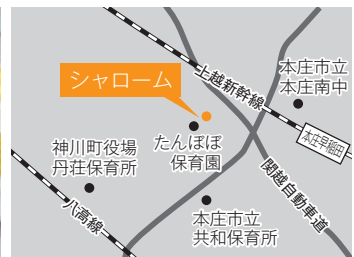 シャローム
上越新幹線
本庄市立
本庄南中
本庄早稲田
たんぽぽ
保育園
神川町役場
丹荘保育所
関越自動車道
八高線
本庄市立
共和保育所